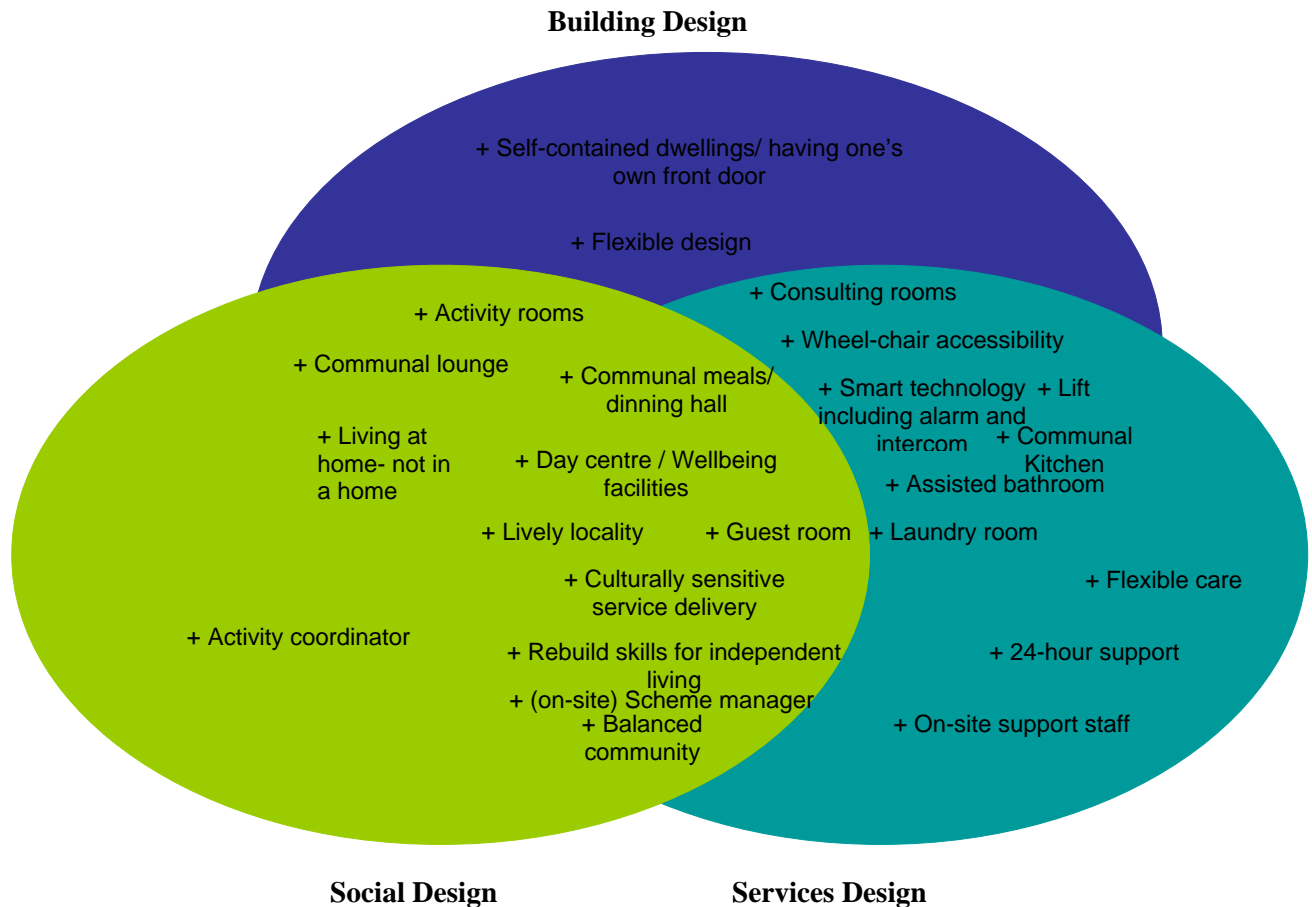 Building Design
+ Self-contained dwellings/ having one's
own front door
+ Flexible design
+ Consulting rooms
+ Activity rooms
+ Wheel-chair accessibility
+ Communal lounge
+ Communal meals/
dinning hall
+ Smart technology
including alarm and
intercom
+ Lift
+ Communal
Kitchen
+ Living at
home- not in
a home
+ Day centre / Wellbeing
facilities
+ Assisted bathroom
+ Lively locality
+ Guest room
+ Laundry room
+ Culturally sensitive
service delivery
+ Flexible care
+ Activity coordinator
+ Rebuild skills for independent
living
+ 24-hour support
+ (on-site) Scheme manager
+ Balanced
community
+ On-site support staff
Social Design
Services Design